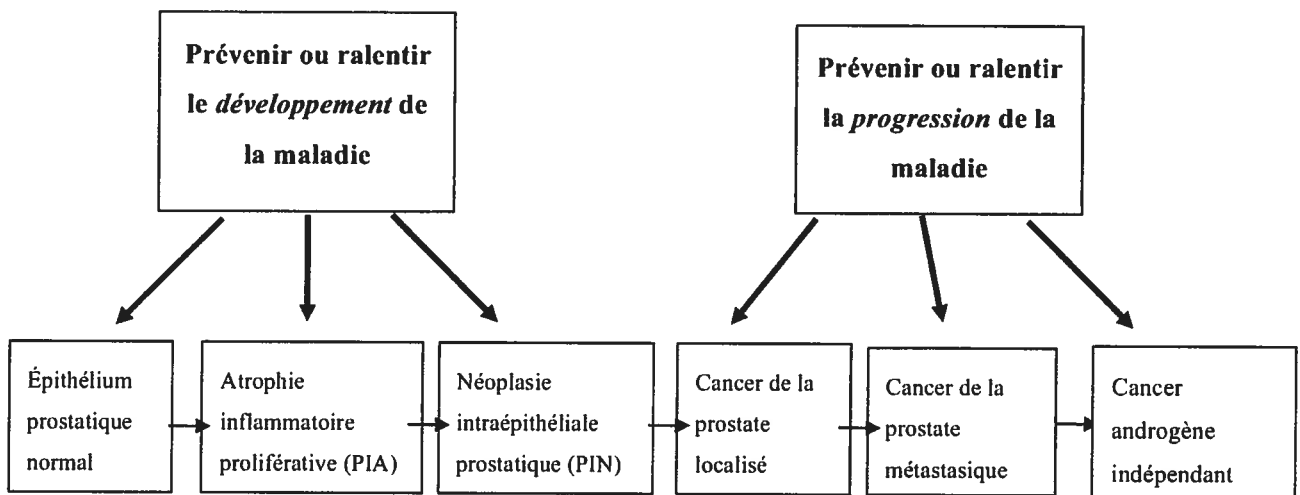 Prévenir ou ralentir
le développement de
la maladie
Prévenir ou ralentir
la progression de la
maladie
Épithélium
prostatique
normal
Atrophie
inflammatoire
proliférative (PIA)
Néoplasie
intraépithéliale
prostatique (PIN)
Cancer de la
prostate
localisé
Cancer de la
prostate
métastasique
Cancer
androgène
indépendant